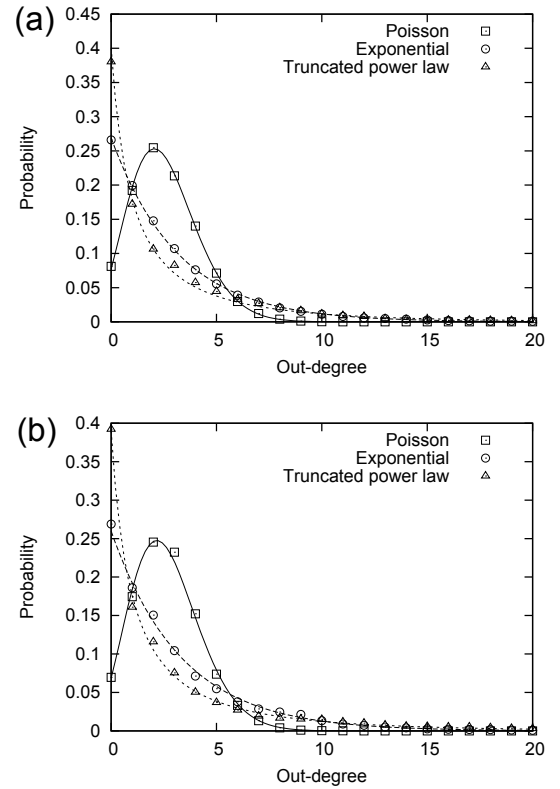 (a)
0.45
0.4
0.35
0.3
0.25
0.2
0.15
0.1
0.05
0
Probability
Poisson
Exponential
Truncated power law
0 5 10 15 20
Out-degree
(b)
0.4
0.35
0.3
0.25
0.2
0.15
0.1
0.05
0
Probability
Poisson
Exponential
Truncated power law
0 5 10 15 20
Out-degree